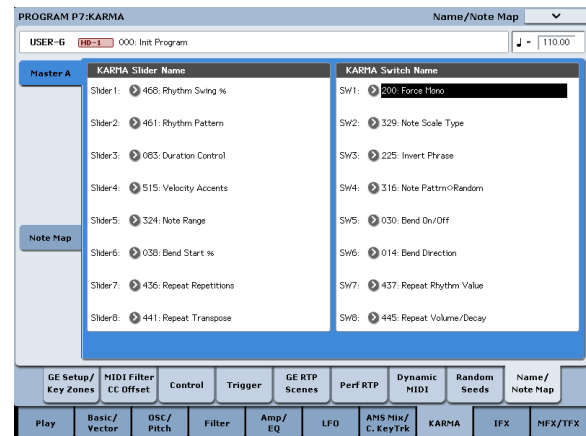 PROGRAM P7:KARMA Name/Note Map
USER-G HD-1 000: Init Program ♩ = 110.00
Master A
Note Map
KARMA Slider Name
Slider1: 468: Rhythm Swing %
Slider2: 461: Rhythm Pattern
Slider3: 083: Duration Control
Slider4: 515: Velocity Accents
Slider5: 324: Note Range
Slider6: 038: Bend Start %
Slider7: 436: Repeat Repetitions
Slider8: 441: Repeat Transpose
KARMA Switch Name
SW1: 200: Force Mono
SW2: 329: Note Scale Type
SW3: 225: Invert Phrase
SW4: 316: Note Pattrn◇Random
SW5: 030: Bend On/Off
SW6: 014: Bend Direction
SW7: 437: Repeat Rhythm Value
SW8: 445: Repeat Volume/Decay
GE Setup/
Key Zones
MIDI Filter
CC Offset
Control
Trigger
GE RTP
Scenes
Perf RTP
Dynamic
MIDI
Random
Seeds
Name/
Note Map
Play
Basic/
Vector
OSC/
Pitch
Filter
Amp/
EQ
LFO
AMS Mix/
C.KeyTrk
KARMA
IFX
MFX/TFX